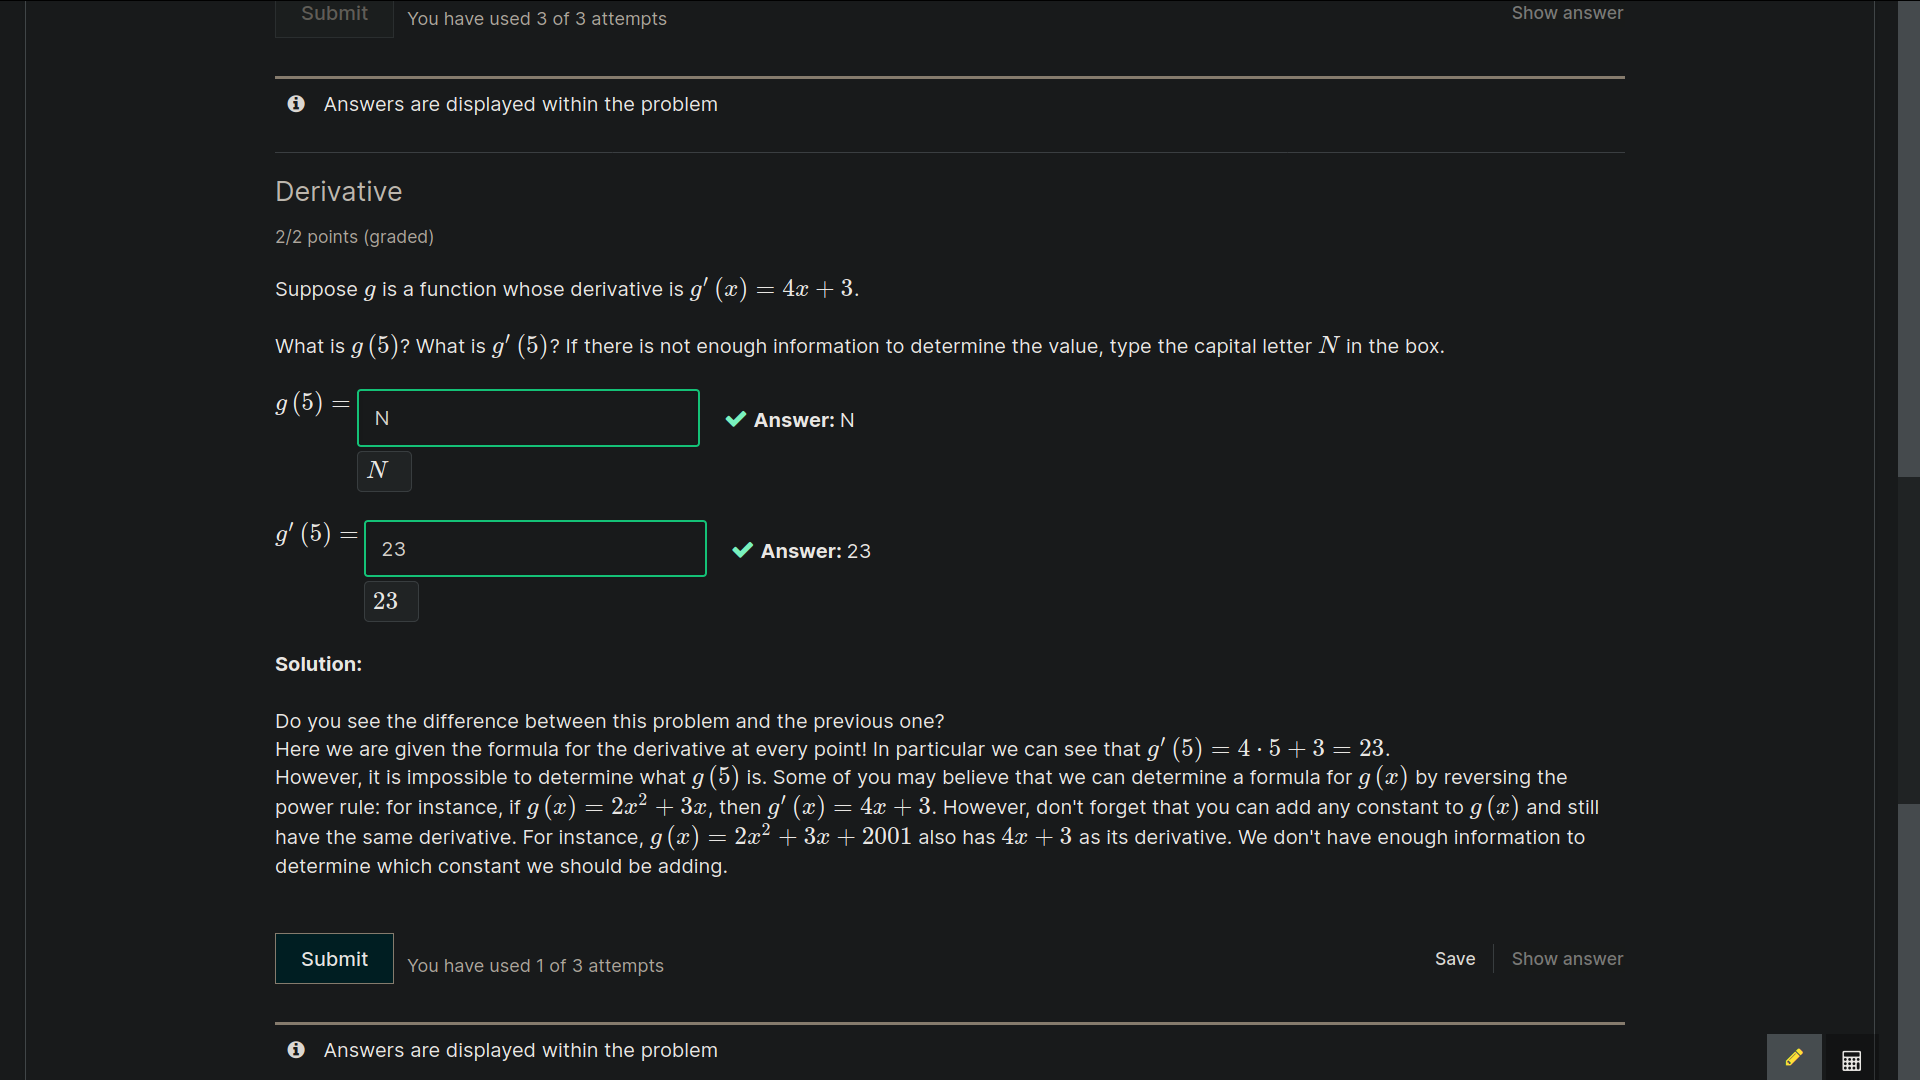 Submit You have used 3 of 3 attempts Show answer
Answers are displayed within the problem
Derivative
2/2 points (graded)
Suppose g is a function whose derivative is g′ (x) = 4x + 3.
What is g (5)? What is g′ (5)? If there is not enough information to determine the value, type the capital letter N in the box.
g (5) = N Answer: N
N
g′ (5) = 23 Answer: 23
23
Solution:
Do you see the difference between this problem and the previous one?
Here we are given the formula for the derivative at every point! In particular we can see that g′ (5) = 4 · 5 + 3 = 23.
However, it is impossible to determine what g (5) is. Some of you may believe that we can determine a formula for g (x) by reversing the
power rule: for instance, if g (x) = 2x² + 3x, then g′ (x) = 4x + 3. However, don't forget that you can add any constant to g (x) and still
have the same derivative. For instance, g (x) = 2x² + 3x + 2001 also has 4x + 3 as its derivative. We don't have enough information to
determine which constant we should be adding.
Submit You have used 1 of 3 attempts Save Show answer
Answers are displayed within the problem